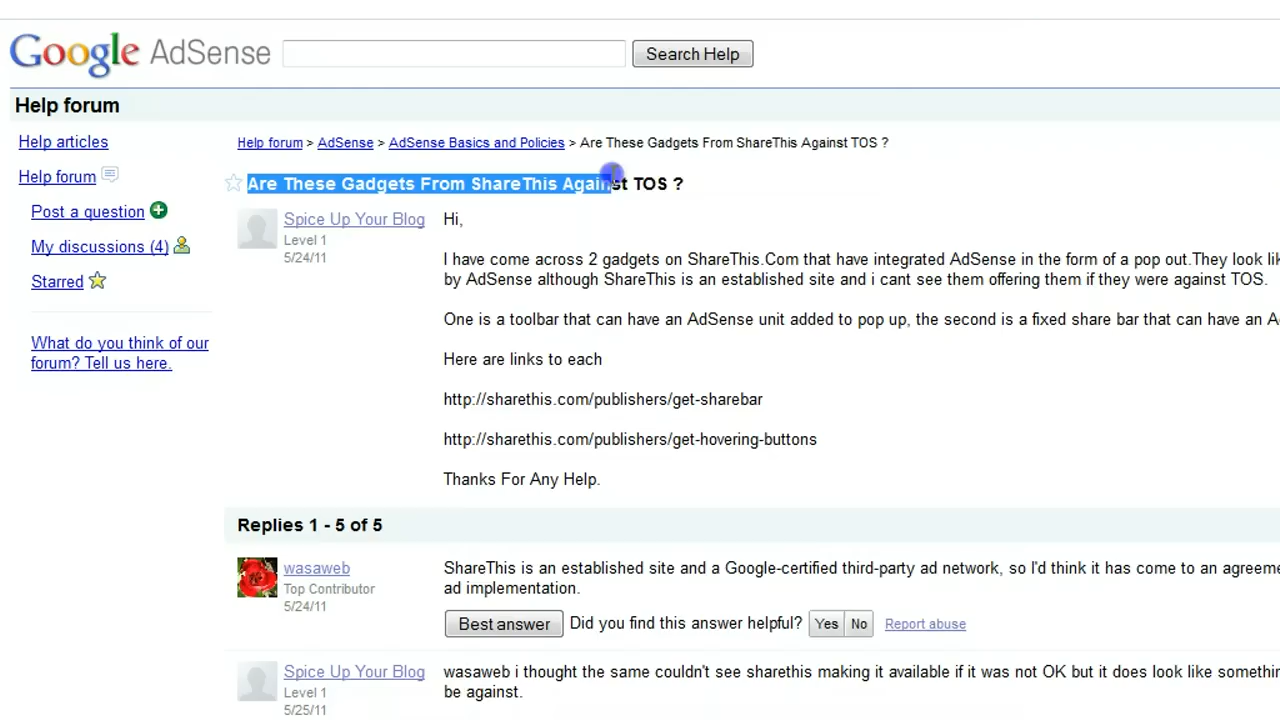 Google AdSense
Search Help
Help forum
Help articles
Help forum
Post a question
My discussions (4)
Starred
What do you think of our
forum? Tell us here.
Help forum > AdSense > AdSense Basics and Policies > Are These Gadgets From ShareThis Against TOS ?
Are These Gadgets From ShareThis Against TOS ?
Spice Up Your Blog
Level 1
5/24/11
Hi,
I have come across 2 gadgets on ShareThis.Com that have integrated AdSense in the form of a pop out.They look
by AdSense although ShareThis is an established site and i cant see them offering them if they were against TOS.
One is a toolbar that can have an AdSense unit added to pop up, the second is a fixed share bar that can have an
Here are links to each
http://sharethis.com/publishers/get-sharebar
http://sharethis.com/publishers/get-hovering-buttons
Thanks For Any Help.
Replies 1 - 5 of 5
wasaweb
Top Contributor
5/24/11
ShareThis is an established site and a Google-certified third-party ad network, so I'd think it has come to an
ad implementation.
Best answer Did you find this answer helpful? Yes No Report abuse
Spice Up Your Blog
Level 1
5/25/11
wasaweb i thought the same couldn't see sharethis making it available if it was not OK but it does look like
be against.